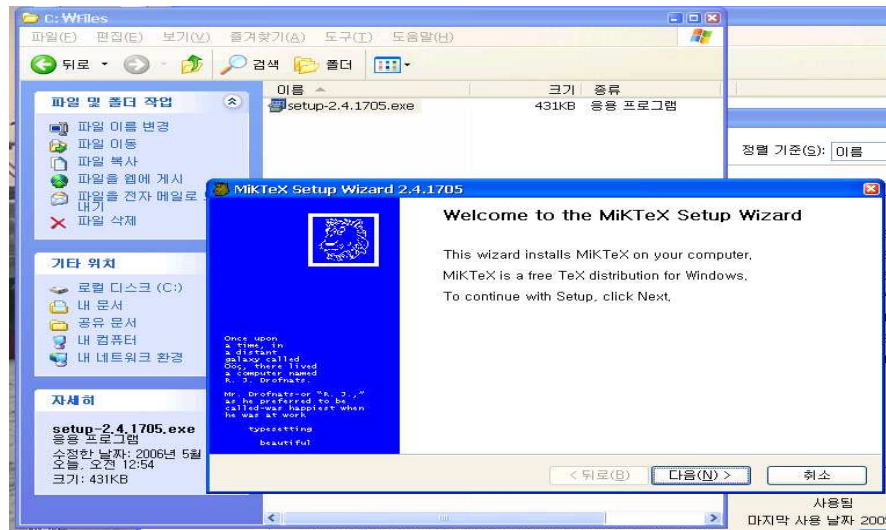 C:₩Files
파일(F) 편집(E) 보기(V) 즐겨찾기(A) 도구(T) 도움말(H)
뒤로 검색 폴더
이름 크기 종류
setup-2.4.1705.exe 431KB 응용 프로그램
파일 및 폴더 작업
파일 이름 변경
파일 이동
파일 복사
파일을 웹에 게시
파일을 전자 메일로
내기
파일 삭제
정렬 기준(S): 이름
기타 위치
로컬 디스크 (C:)
내 문서
공유 문서
내 컴퓨터
내 네트워크 환경
자세히
setup-2.4.1705.exe
응용 프로그램
수정한 날짜: 2006년 5월
오늘, 오전 12:54
크기: 431KB
MiKTeX Setup Wizard 2.4.1705
Welcome to the MiKTeX Setup Wizard
This wizard installs MiKTeX on your computer.
MiKTeX is a free TeX distribution for Windows.
To continue with Setup, click Next.
Once upon
a time, in
a distant
galaxy called
Ööç, there lived
a computer named
R. J. Drofnats.
Mr. Drofnats-or "R. J.,"
as he preferred to be
called-was happiest when
he was at work
typesetting
beautiful
< 뒤로(B) 다음(N) > 취소
사용됨
마지막 사용 날짜 200